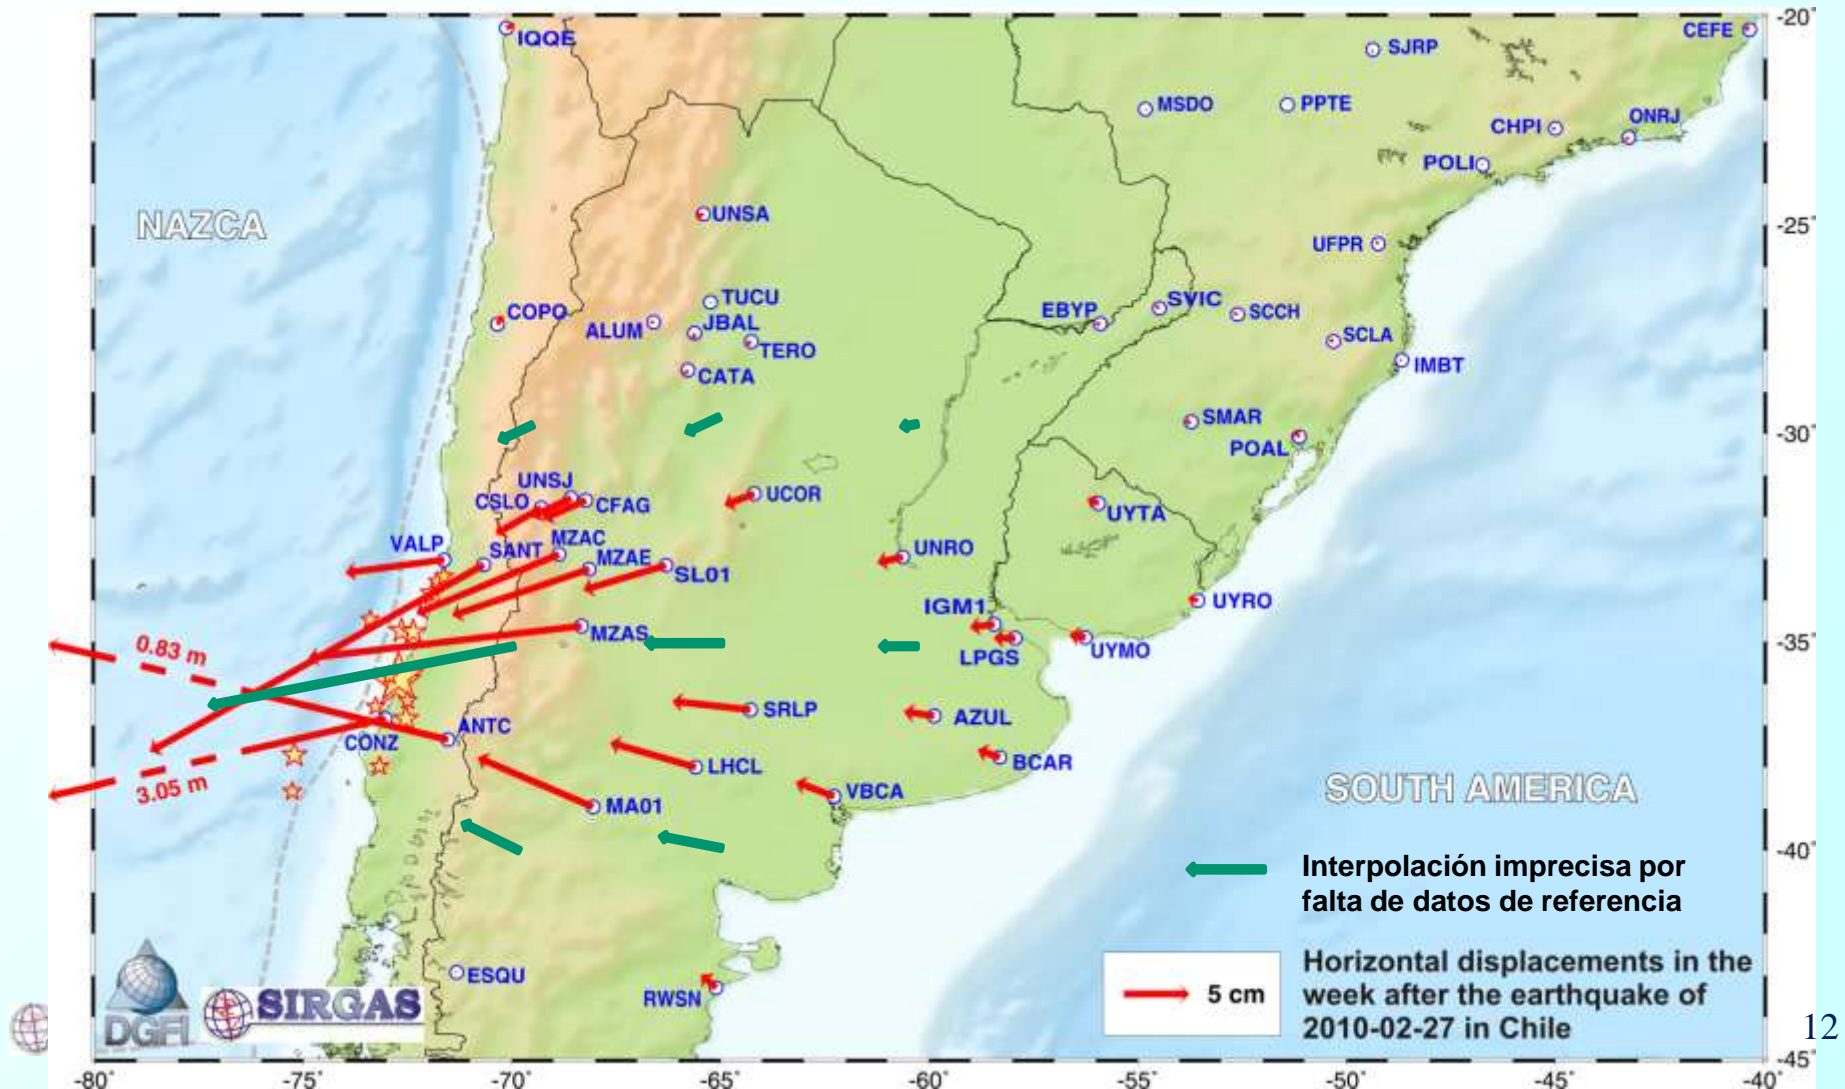 -20°
IQQE
CEFE
SJRP
MSDO
PPTE
CHPI
ONRJ
POLI
NAZCA
UNSA
-25°
UFPR
TUCU
COPO
ALUM
JBAL
TERO
CATA
EBYP
SVIC
SCCH
SCLA
IMBT
SMAR
POAL
-30°
UNSJ
CSLO
CFAG
UCOR
UYTA
VALP
SANT
MZAC
MZAE
SL01
UNRO
IGM1
UYRO
MZAS
LPGS
UYMO
-35°
0.83 m
SRLP
AZUL
ANTC
CONZ
LHCL
BCAR
3.05 m
MA01
VBCA
SOUTH AMERICA
-40°
Interpolación imprecisa por
falta de datos de referencia
ESQU
RWSN
DGFI
SIRGAS
5 cm
Horizontal displacements in the
week after the earthquake of
2010-02-27 in Chile
12
-45°
-80°
-75°
-70°
-65°
-60°
-55°
-50°
-45°
-40°